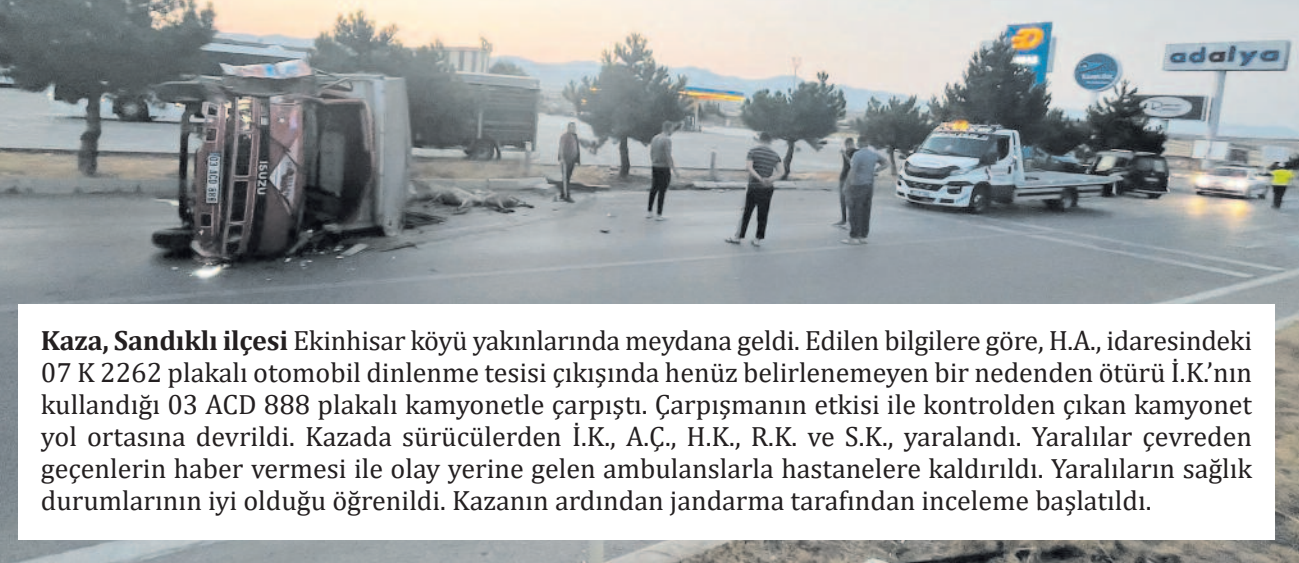 adalya
ISUZU
03 ACD 888
Kaza, Sandıklı ilçesi Ekinhisar köyü yakınlarında meydana geldi. Edilen bilgilere göre, H.A., idaresindeki
07 K 2262 plakalı otomobil dinlenme tesisi çıkışında henüz belirlenemeyen bir nedenden ötürü İ.K.’nın
kullandığı 03 ACD 888 plakalı kamyonetle çarpıştı. Çarpışmanın etkisi ile kontrolden çıkan kamyonet
yol ortasına devrildi. Kazada sürücülerden İ.K., A.Ç., H.K., R.K. ve S.K., yaralandı. Yaralılar çevreden
geçenlerin haber vermesi ile olay yerine gelen ambulanslarla hastanelere kaldırıldı. Yaralıların sağlık
durumlarının iyi olduğu öğrenildi. Kazanın ardından jandarma tarafından inceleme başlatıldı.